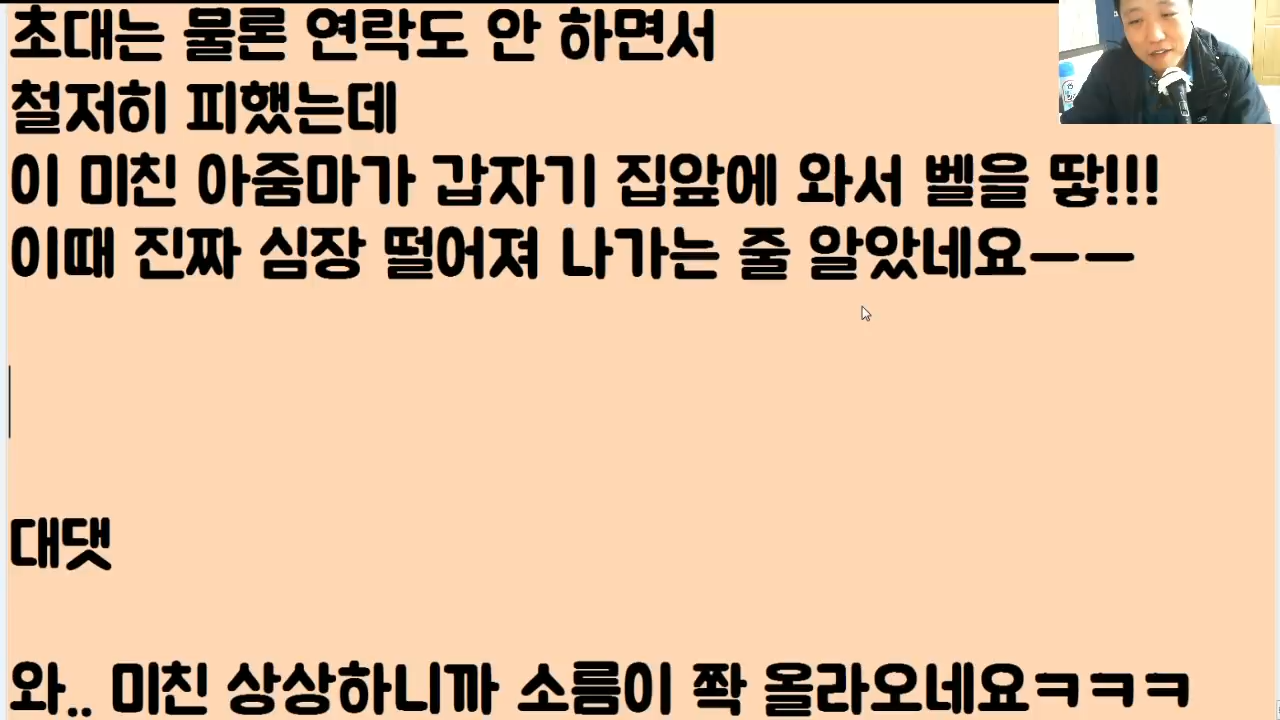 초대는 물론 연락도 안 하면서
철저히 피했는데
이 미친 아줌마가 갑자기 집앞에 와서 벨을 땋!!!
이때 진짜 심장 떨어져 나가는 줄 알았네요ㅡㅡ
대댓
와.. 미친 상상하니까 소름이 쫙 올라오네요ㅋㅋㅋ